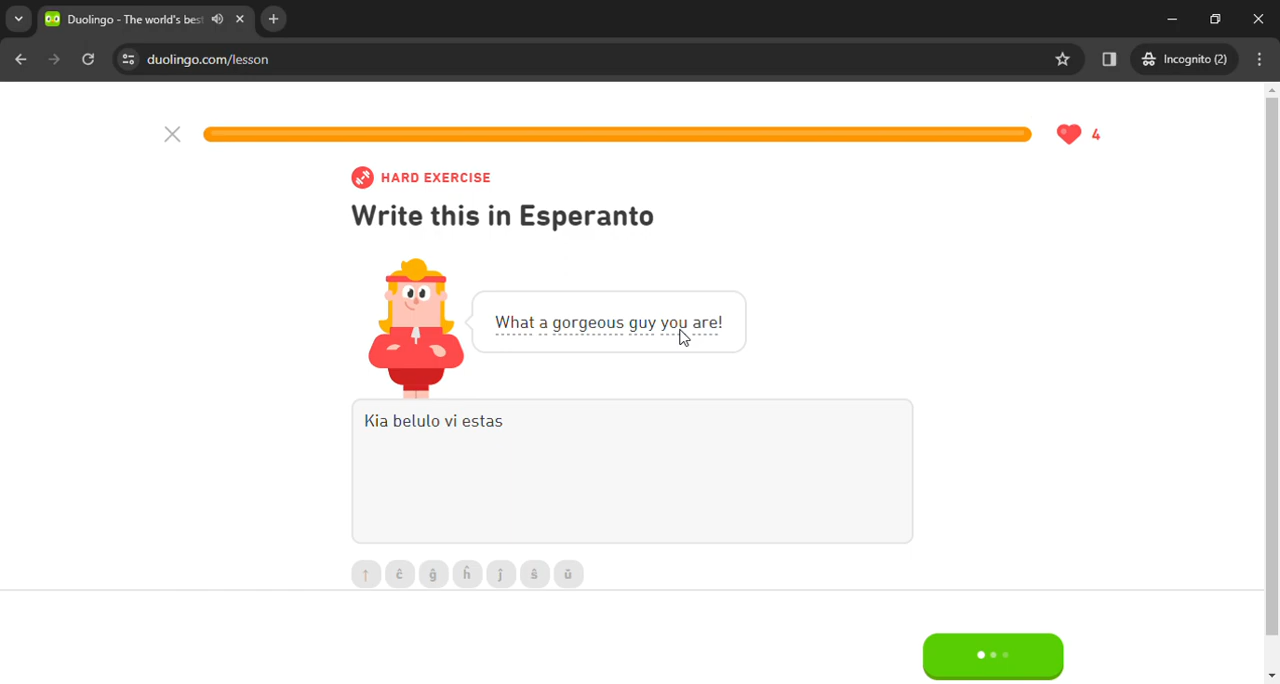 Duolingo - The world's bes
duolingo.com/lesson
Incognito (2)
4
HARD EXERCISE
Write this in Esperanto
What a gorgeous guy you are!
Kia belulo vi estas
↑ ĉ ĝ ĥ ĵ ŝ ŭ